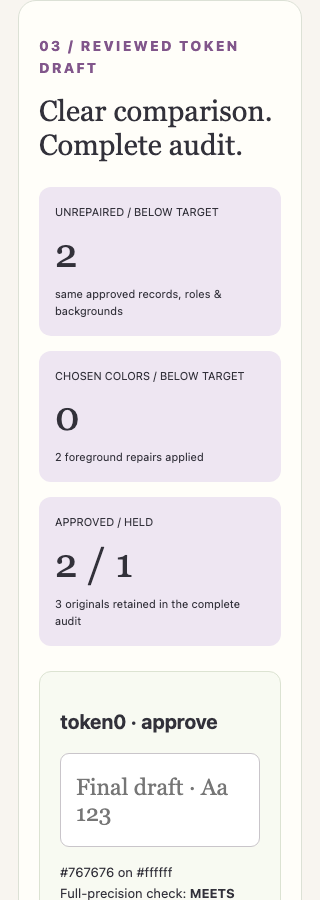 03 / REVIEWED TOKEN
DRAFT
Clear comparison.
Complete audit.
UNREPAIRED / BELOW TARGET
2
same approved records, roles &
backgrounds
CHOSEN COLORS / BELOW TARGET
0
2 foreground repairs applied
APPROVED / HELD
2 / 1
3 originals retained in the complete
audit
token0 · approve
Final draft · Aa
123
#767676 on #ffffff
Full-precision check: MEETS